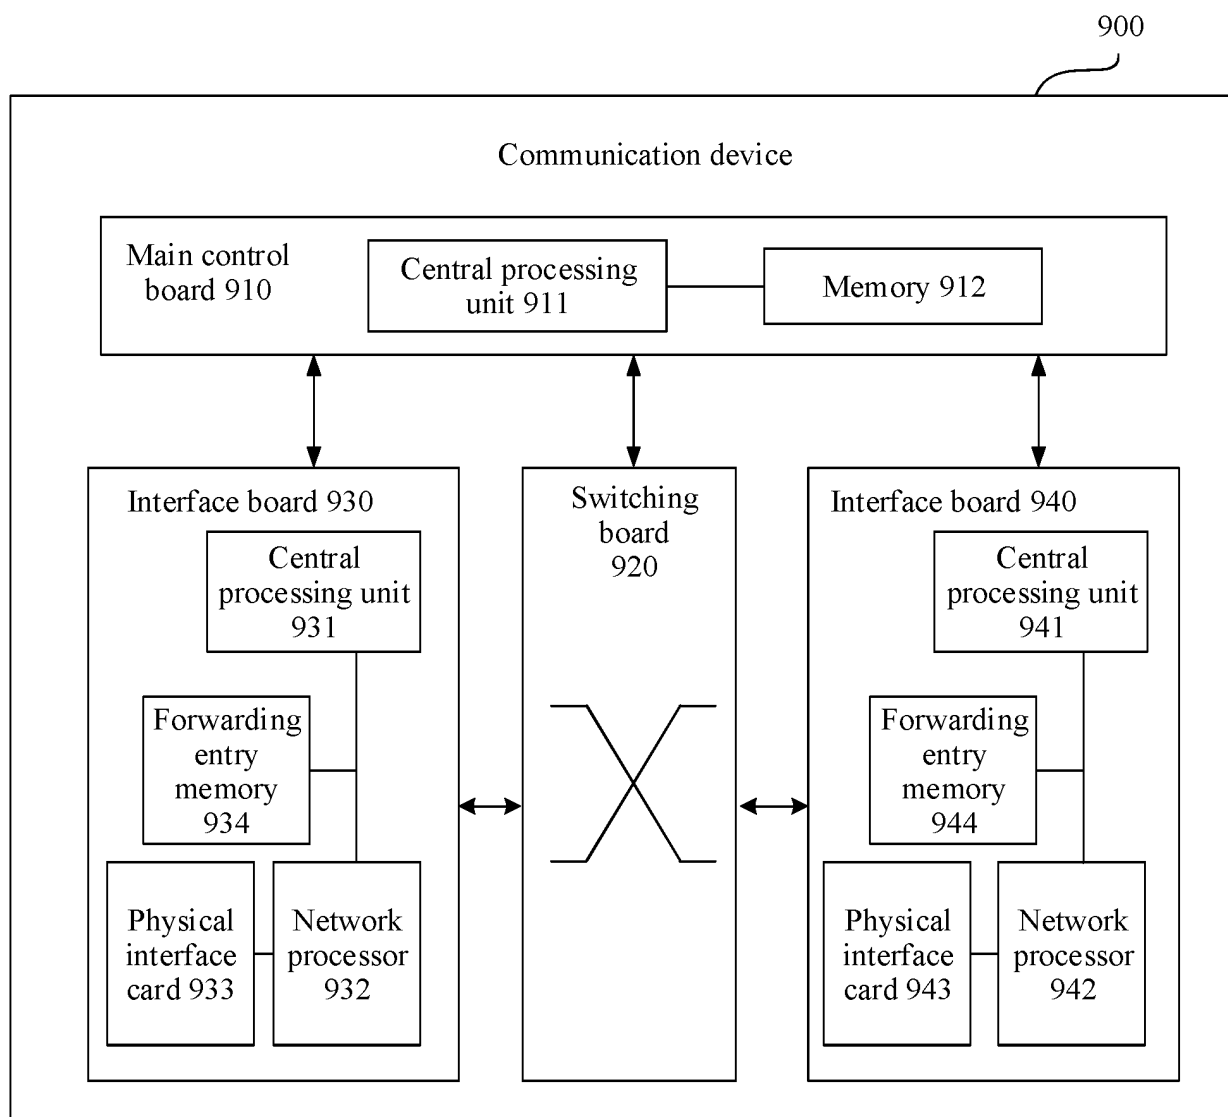 900
Communication device
Main control
board 910
Central processing
unit 911
Memory 912
Interface board 930
Central
processing unit
931
Forwarding
entry
memory
934
Physical
interface
card 933
Network
processor
932
Switching
board
920
Interface board 940
Central
processing unit
941
Forwarding
entry
memory
944
Physical
interface
card 943
Network
processor
942